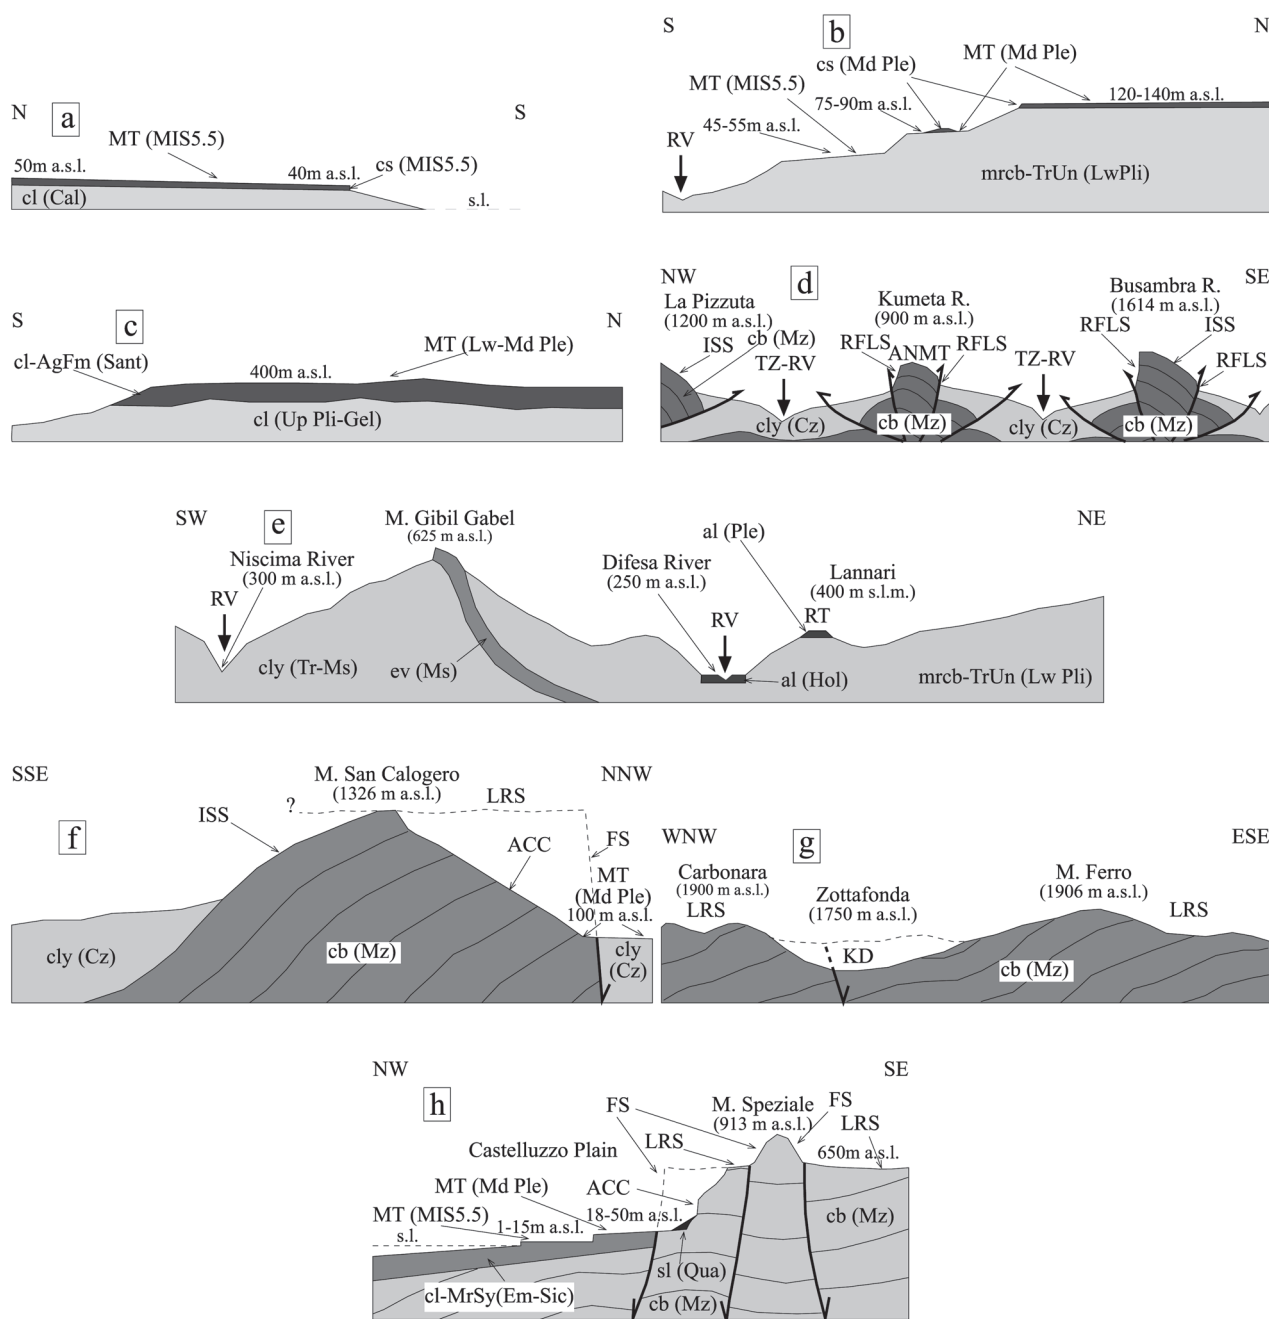 N
a
S
MT (MIS5.5)
50m a.s.l.
40m a.s.l.
cs (MIS5.5)
cl (Cal)
s.l.
S
b
N
cs (Md Ple)
MT (Md Ple)
MT (MIS5.5)
75-90m a.s.l.
120-140m a.s.l.
45-55m a.s.l.
RV
mrcb-TrUn (LwPli)
S
c
N
cl-AgFm (Sant)
MT (Lw-Md Ple)
400m a.s.l.
cl (Up Pli-Gel)
NW
d
SE
La Pizzuta
(1200 m a.s.l.)
Kumeta R.
(900 m a.s.l.)
Busambra R.
(1614 m a.s.l.)
ISS
cb (Mz)
RFLS
ANMT
RFLS
RFLS
ISS
RFLS
TZ-RV
TZ-RV
cly (Cz)
cb (Mz)
cly (Cz)
cb (Mz)
SW
e
NE
M. Gibil Gabel
(625 m a.s.l.)
Niscima River
(300 m a.s.l.)
RV
al (Ple)
Difesa River
(250 m a.s.l.)
Lannari
(400 m s.l.m.)
RV
RT
cly (Tr-Ms)
ev (Ms)
al (Hol)
mrcb-TrUn (Lw Pli)
SSE
f
NNW
M. San Calogero
(1326 m a.s.l.)
?
LRS
ISS
FS
ACC
MT
(Md Ple)
100 m a.s.l.
cly (Cz)
cb (Mz)
cly
(Cz)
WNW
g
ESE
Carbonara
(1900 m a.s.l.)
LRS
Zottafonda
(1750 m a.s.l.)
M. Ferro
(1906 m a.s.l.)
LRS
KD
cb (Mz)
NW
h
SE
FS
M. Speziale
(913 m a.s.l.)
FS
LRS
LRS
650m a.s.l.
Castelluzzo Plain
MT (Md Ple)
ACC
MT (MIS5.5)
18-50m a.s.l.
1-15m a.s.l.
s.l.
cb (Mz)
sl (Qua)
cl-MrSy(Em-Sic)
cb (Mz)